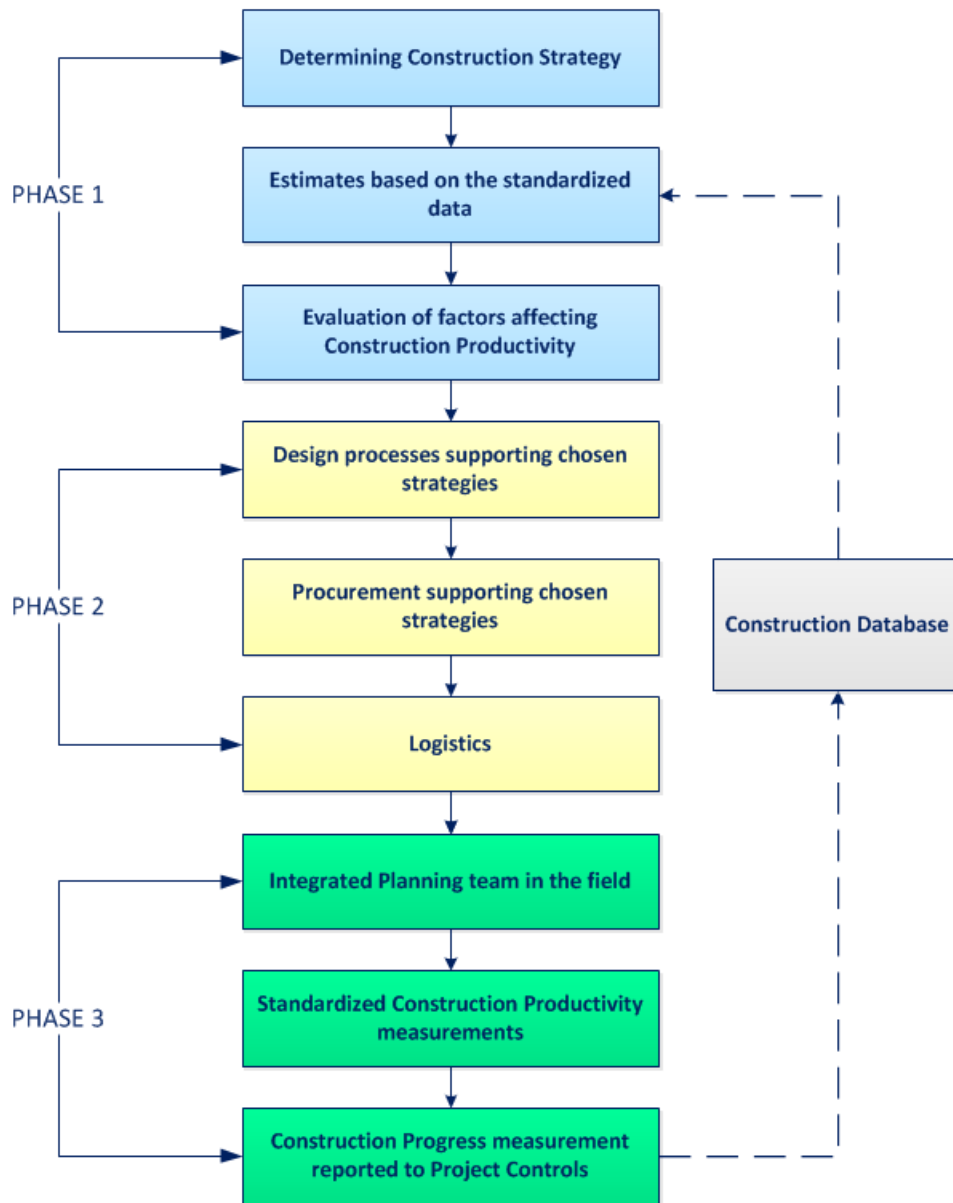 Determining Construction Strategy
PHASE 1
Estimates based on the standardized
data
Evaluation of factors affecting
Construction Productivity
Design processes supporting chosen
strategies
PHASE 2
Procurement supporting chosen
strategies
Construction Database
Logistics
Integrated Planning team in the field
PHASE 3
Standardized Construction Productivity
measurements
Construction Progress measurement
reported to Project Controls